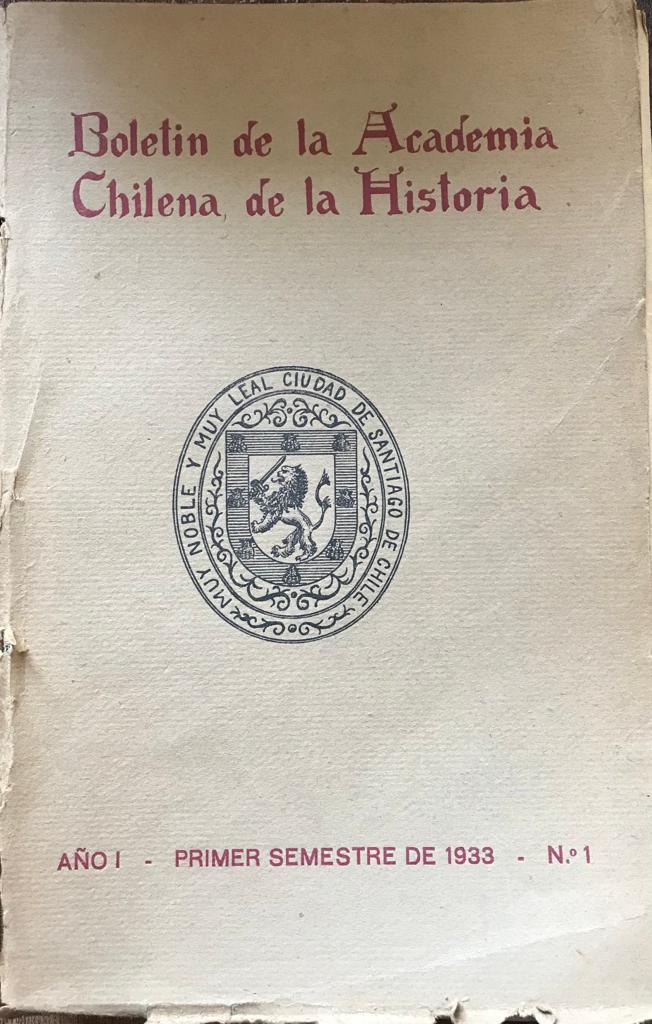 Boletin de la Academia
Chilena de la Historia
MUY NOBLE Y MUY LEAL CIUDAD DE SANTIAGO DE CHILE
AÑO I - PRIMER SEMESTRE DE 1933 - N.º 1